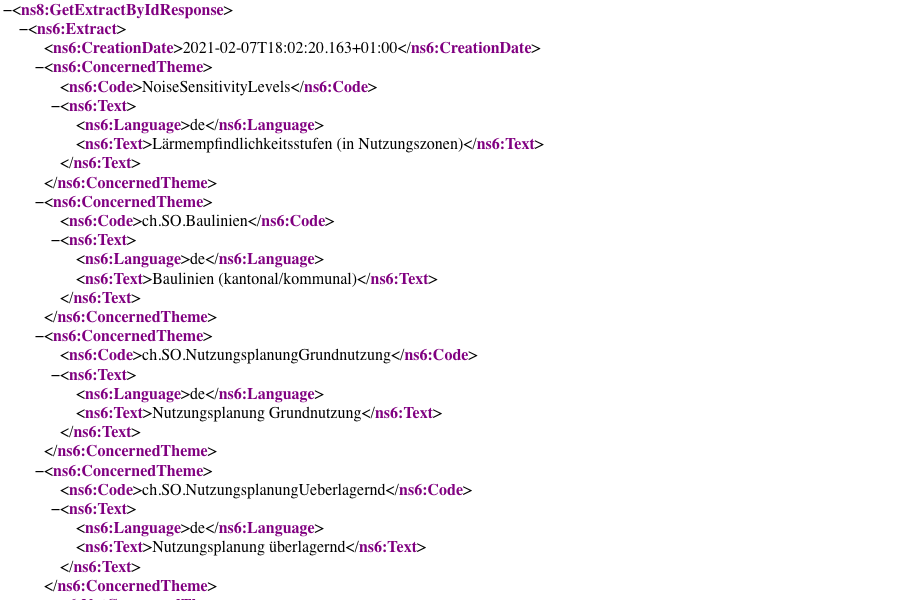 −<ns8:GetExtractByIdResponse>
−<ns6:Extract>
<ns6:CreationDate>2021-02-07T18:02:20.163+01:00</ns6:CreationDate>
−<ns6:ConcernedTheme>
<ns6:Code>NoiseSensitivityLevels</ns6:Code>
−<ns6:Text>
<ns6:Language>de</ns6:Language>
<ns6:Text>Lärmempfindlichkeitsstufen (in Nutzungszonen)</ns6:Text>
</ns6:Text>
</ns6:ConcernedTheme>
−<ns6:ConcernedTheme>
<ns6:Code>ch.SO.Baulinien</ns6:Code>
−<ns6:Text>
<ns6:Language>de</ns6:Language>
<ns6:Text>Baulinien (kantonal/kommunal)</ns6:Text>
</ns6:Text>
</ns6:ConcernedTheme>
−<ns6:ConcernedTheme>
<ns6:Code>ch.SO.NutzungsplanungGrundnutzung</ns6:Code>
−<ns6:Text>
<ns6:Language>de</ns6:Language>
<ns6:Text>Nutzungsplanung Grundnutzung</ns6:Text>
</ns6:Text>
</ns6:ConcernedTheme>
−<ns6:ConcernedTheme>
<ns6:Code>ch.SO.NutzungsplanungUeberlagernd</ns6:Code>
−<ns6:Text>
<ns6:Language>de</ns6:Language>
<ns6:Text>Nutzungsplanung überlagernd</ns6:Text>
</ns6:Text>
</ns6:ConcernedTheme>